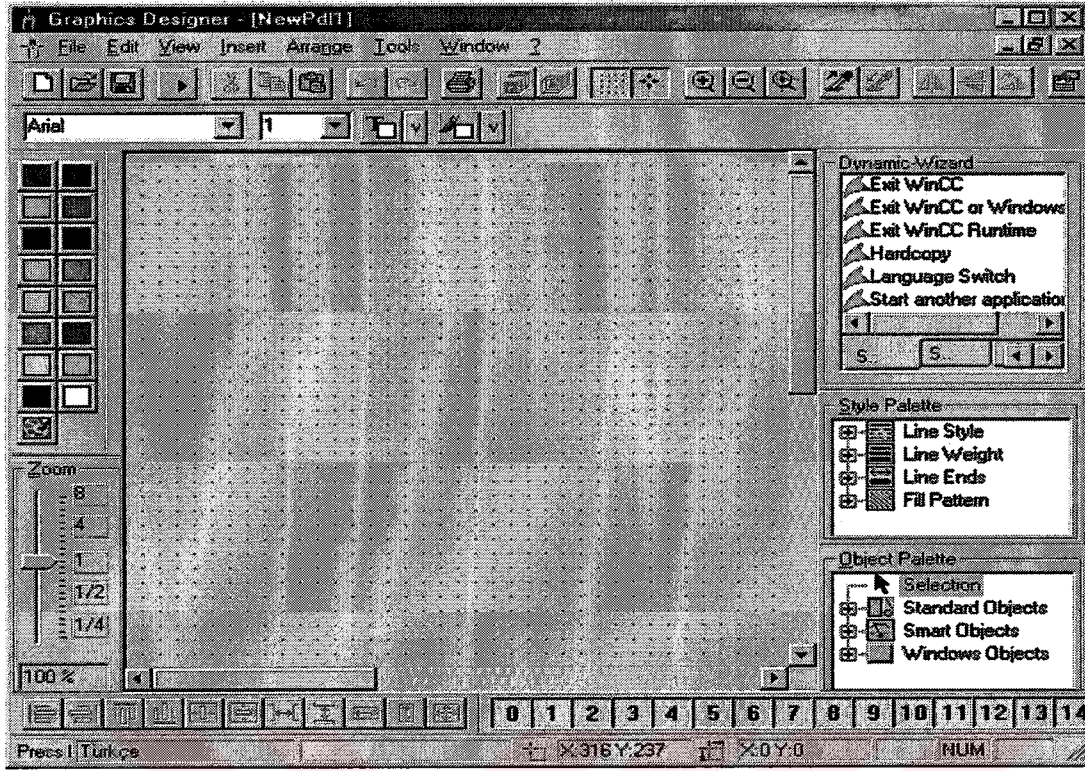 Graphics Designer - [NewPdl1]
File Edit View Insert Arrange Tools Window ?
Arial 1
Dynamic-Wizard
Exit WinCC
Exit WinCC or Windows
Exit WinCC Runtime
Hardcopy
Language Switch
Start another application
S... S...
Style Palette
Line Style
Line Weight
Line Ends
Fill Pattern
Zoom
8
4
1
1/2
1/4
100 %
Object Palette
Selection
Standard Objects
Smart Objects
Windows Objects
0 1 2 3 4 5 6 7 8 9 10 11 12 13 14
Press I Türkçe X:316 Y:237 X:0 Y:0 NUM